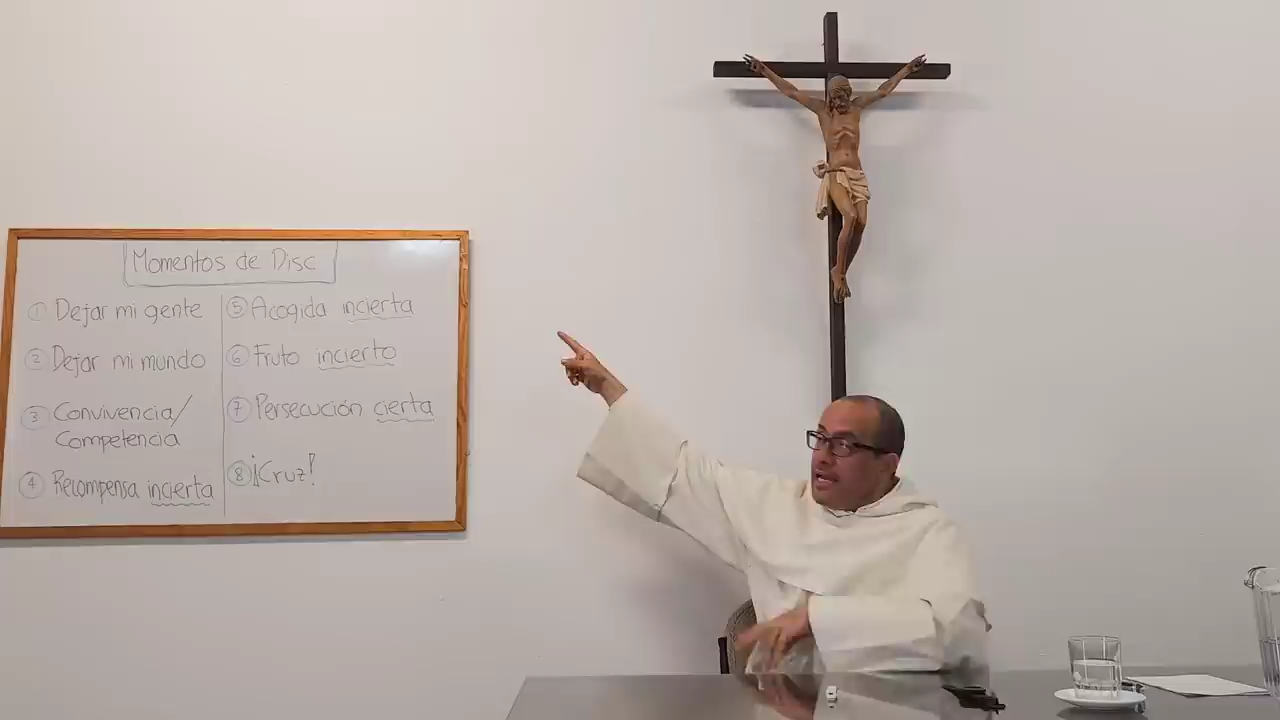 Momentos de Disc
① Dejar mi gente
② Dejar mi mundo
③ Convivencia/
Competencia
④ Recompensa incierta
⑤ Acogida incierta
⑥ Fruto incierto
⑦ Persecución cierta
⑧ ¡Cruz!